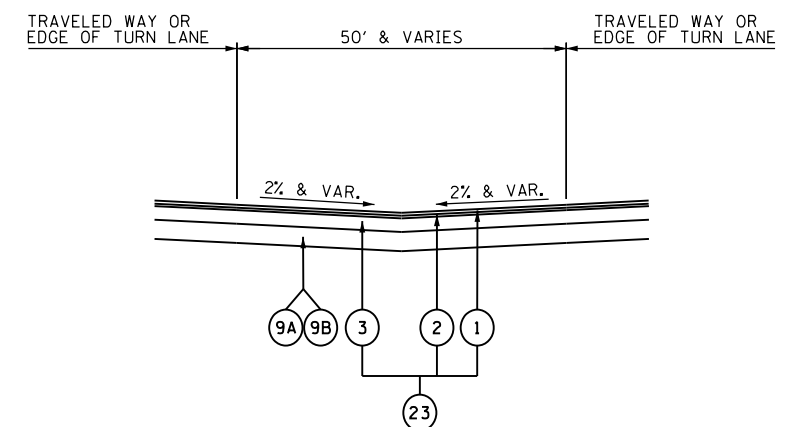 TRAVELED WAY OR
EDGE OF TURN LANE
50' & VARIES
TRAVELED WAY OR
EDGE OF TURN LANE
2% & VAR.
2% & VAR.
9A 9B 3 2 1
23